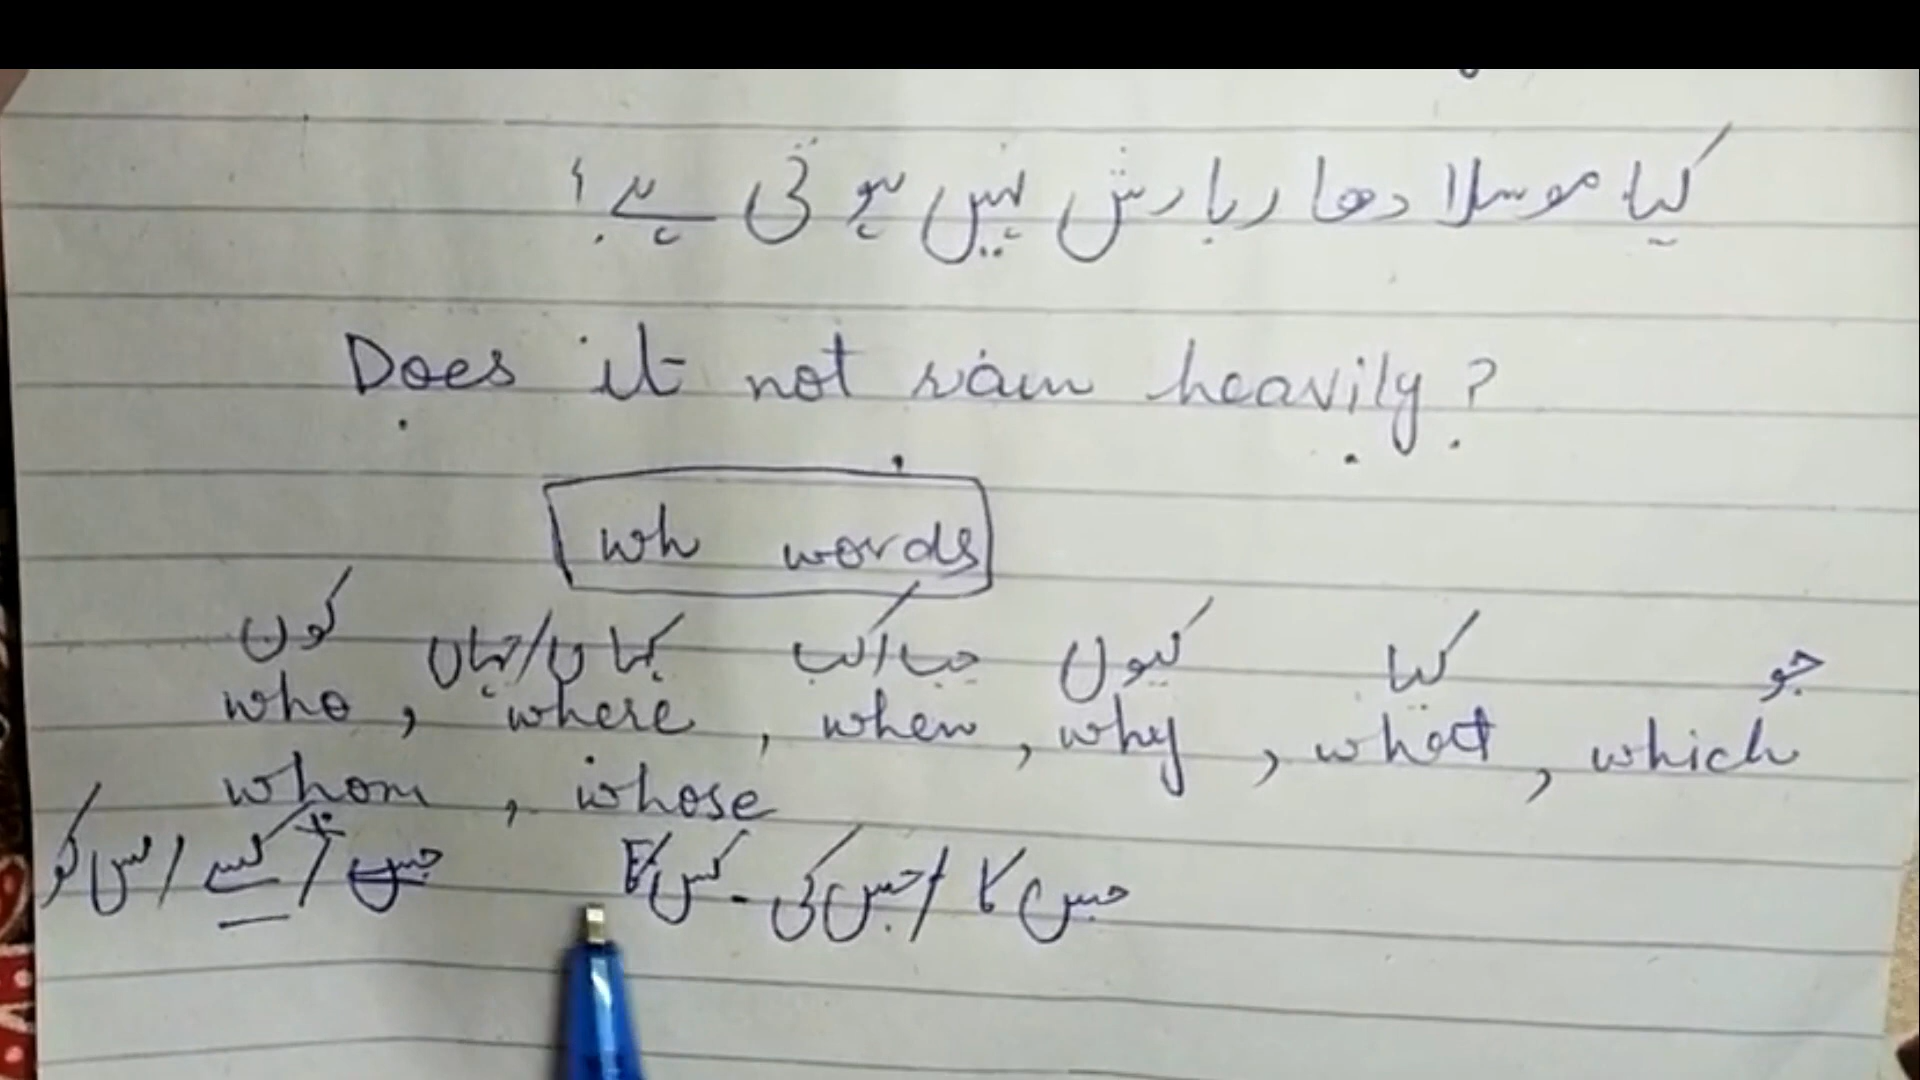 کیا موسلا دھار بارش نہیں ہوتی ہے؟
Does it not rain heavily?
wh words
کون کہاں/جہاں جب/کب کیوں کیا جو
who, where, when, why, what, which
whom, whose
جس / کسے / کس کو جس کا / جس کی - کس کا